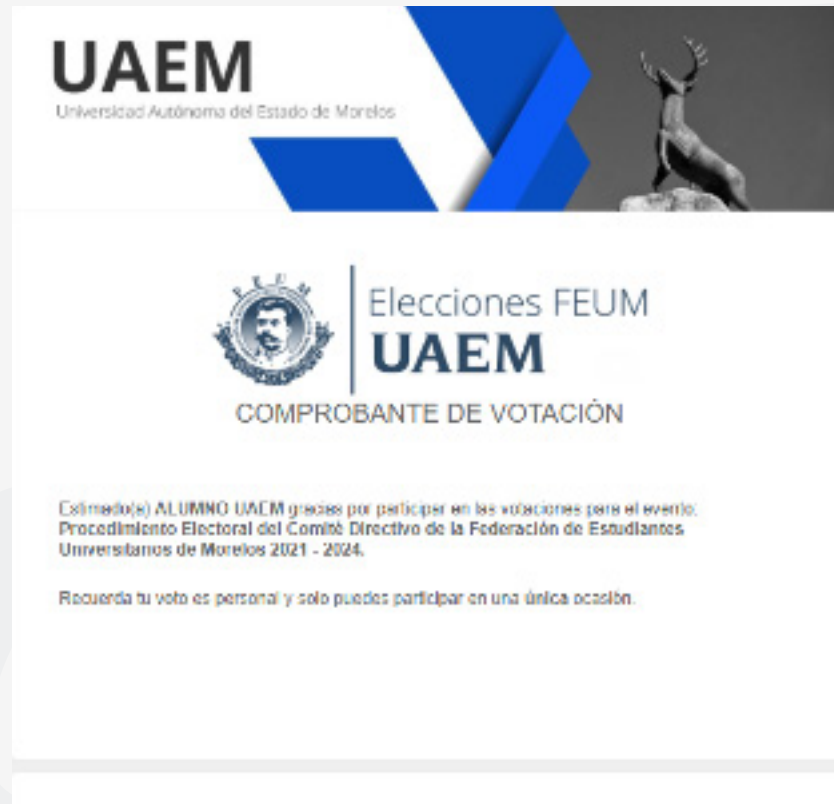 UAEM
Universidad Autónoma del Estado de Morelos
FEUM
Elecciones FEUM
UAEM
COMPROBANTE DE VOTACIÓN
Estimado(a) ALUMNO UAEM gracias por participar en las votaciones para el evento:
Procedimiento Electoral del Comité Directivo de la Federación de Estudiantes
Universitarios de Morelos 2021 - 2024.
Recuerda tu voto es personal y solo puedes participar en una única ocasión.